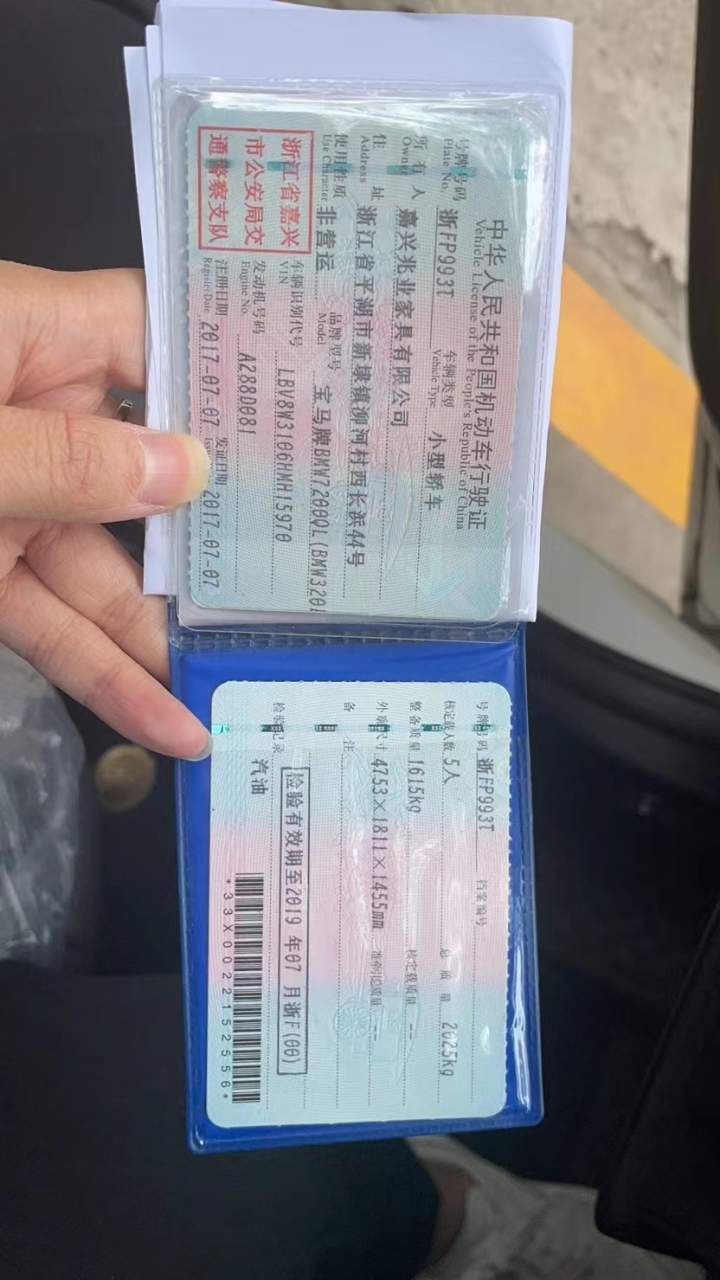 中华人民共和国机动车行驶证
Vehicle License of the People's Republic of China
号牌号码 浙FP993T 车辆类型 小型轿车
Plate No. Vehicle Type
所有人 嘉兴兆业家具有限公司
Owner
住址 浙江省平湖市新埭镇泖河村西长浜44号
Address
使用性质 非营运 品牌型号 宝马牌BMW7200QL(BMW320L
Use Character Model
浙江省嘉兴
市公安局交
通警察支队
车辆识别代号 LBV8W3106HMH15970
VIN
发动机号码 A288D081
Engine No.
注册日期 2017-07-07 发证日期 2017-07-07
Register Date
号牌号码 浙FP993T 档案编号
核定载人数 5人 总质量 2025kg
整备质量 1615kg 核定载质量 --
外廓尺寸 4753×1811×1455mm 准牵引总质量 --
备注
检验有效期至2019年07月浙F(00)
检验记录
汽油
*33X0022152556*